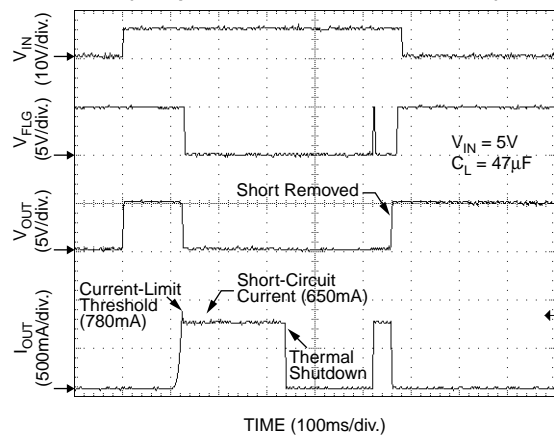 V_IN
(10V/div.)
V_FLG
(5V/div.)
V_IN = 5V
C_L = 47µF
V_OUT
(5V/div.)
Short Removed
I_OUT
(500mA/div.)
Current-Limit
Threshold
(780mA)
Short-Circuit
Current (650mA)
Thermal
Shutdown
TIME (100ms/div.)